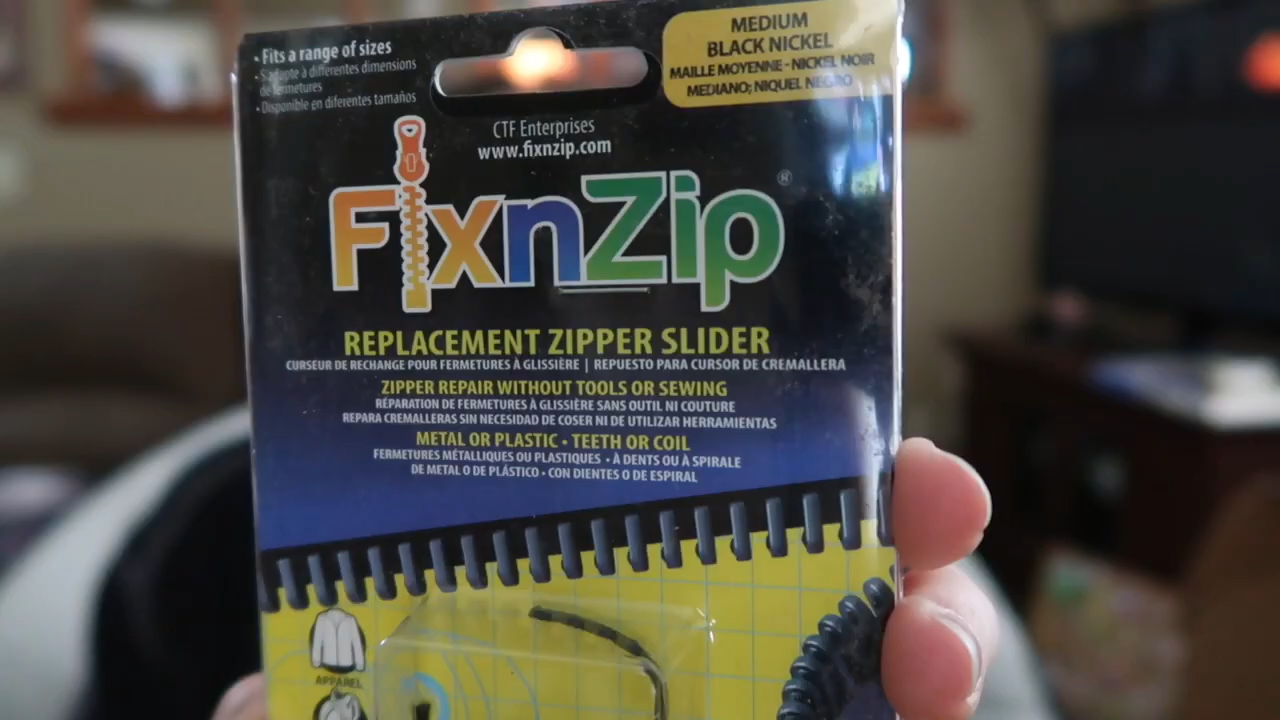 • Fits a range of sizes
• S'adapte à différentes dimensions
de fermetures
• Disponible en diferentes tamaños
MEDIUM
BLACK NICKEL
MAILLE MOYENNE - NICKEL NOIR
MEDIANO; NIQUEL NEGRO
CTF Enterprises
www.fixnzip.com
FixnZip®
REPLACEMENT ZIPPER SLIDER
CURSEUR DE RECHANGE POUR FERMETURES À GLISSIÈRE | REPUESTO PARA CURSOR DE CREMALLERA
ZIPPER REPAIR WITHOUT TOOLS OR SEWING
RÉPARATION DE FERMETURES À GLISSIÈRE SANS OUTIL NI COUTURE
REPARA CREMALLERAS SIN NECESIDAD DE COSER NI DE UTILIZAR HERRAMIENTAS
METAL OR PLASTIC • TEETH OR COIL
FERMETURES MÉTALLIQUES OU PLASTIQUES • À DENTS OU À SPIRALE
DE METAL O DE PLÁSTICO • CON DIENTES O DE ESPIRAL
APPAREL